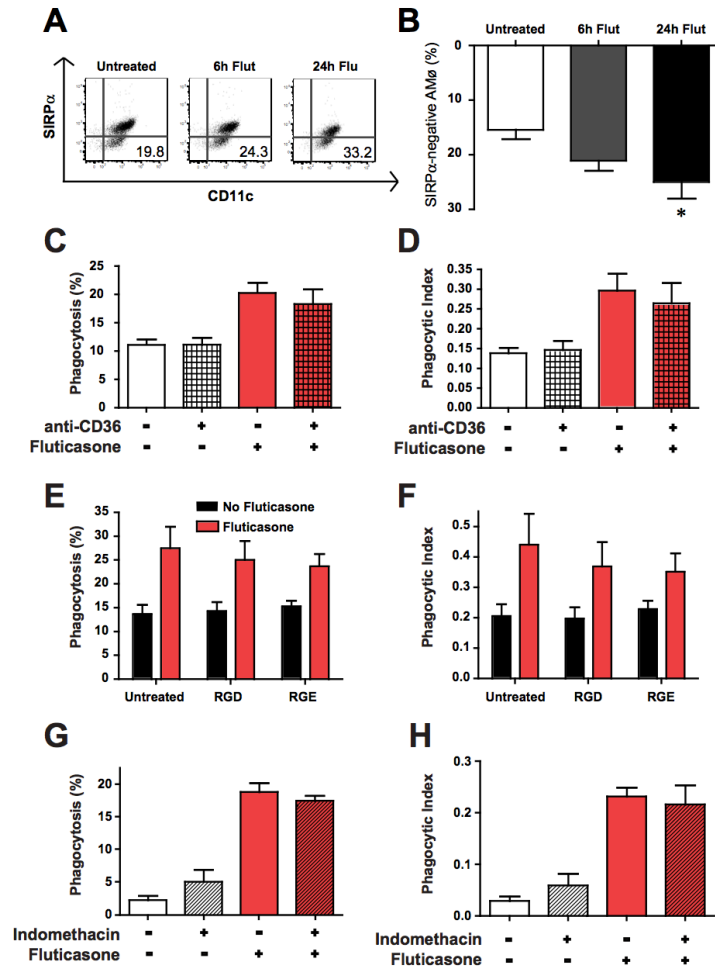 A
Untreated 6h Flut 24h Flu
SIRPα
19.8 24.3 33.2
CD11c
B
Untreated 6h Flut 24h Flut
SIRPα-negative AMø (%)
0
10
20
30
*
C
Phagocytosis (%)
25
20
15
10
5
0
anti-CD36 - + - +
Fluticasone - - + +
D
Phagocytic Index
0.35
0.30
0.25
0.20
0.15
0.10
0.05
0.00
anti-CD36 - + - +
Fluticasone - - + +
E
Phagocytosis (%)
35
30
25
20
15
10
5
0
No Fluticasone
Fluticasone
Untreated RGD RGE
F
Phagocytic Index
0.5
0.4
0.3
0.2
0.1
0.0
Untreated RGD RGE
G
Phagocytosis (%)
20
15
10
5
0
Indomethacin - + - +
Fluticasone - - + +
H
Phagocytic Index
0.3
0.2
0.1
0.0
Indomethacin - + - +
Fluticasone - - + +